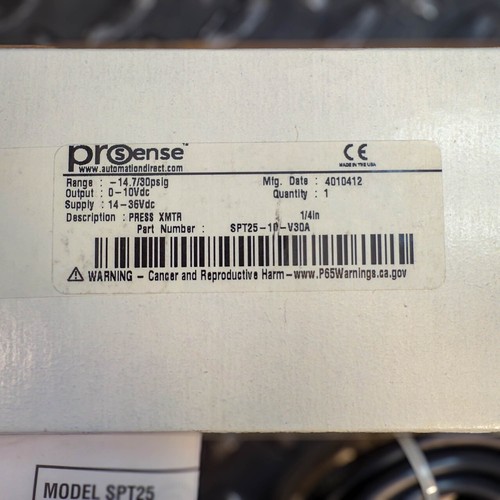 prosense™
www.automationdirect.com
CE
MADE IN THE USA
Range : -14.7/30psig
Mfg. Date : 4010412
Output : 0-10Vdc
Quantity : 1
Supply : 14-36Vdc
Description : PRESS XMTR 1/4in
Part Number : SPT25-10-V30A
⚠ WARNING - Cancer and Reproductive Harm-www.P65Warnings.ca.gov
MODEL SPT25